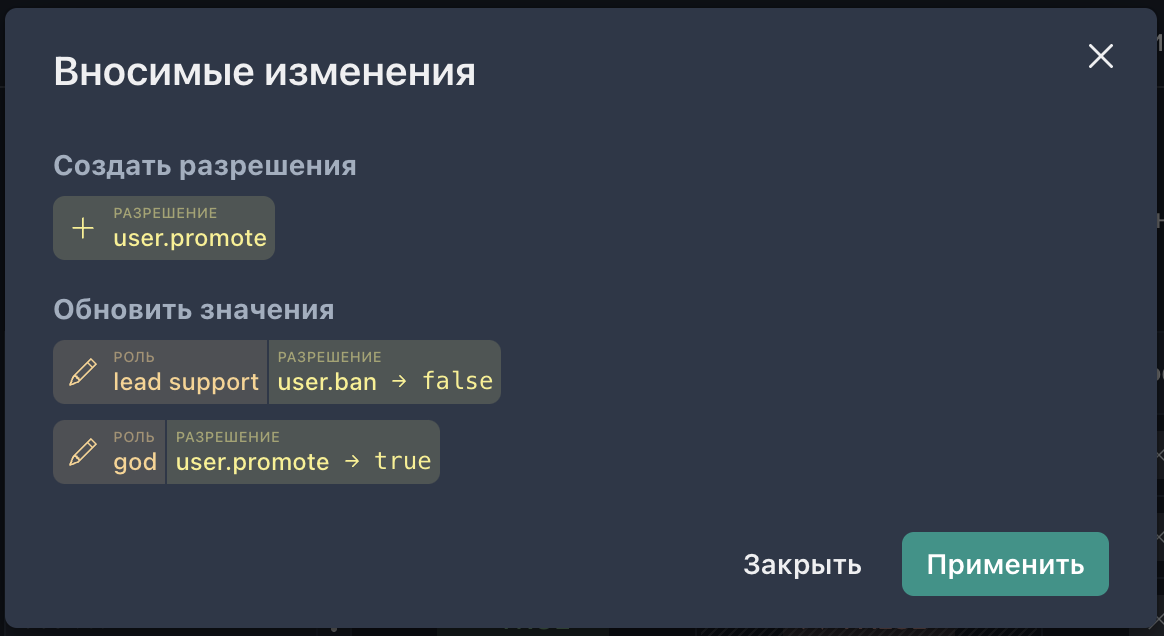 Вносимые изменения
Создать разрешения
РАЗРЕШЕНИЕ
user.promote
Обновить значения
РОЛЬ РАЗРЕШЕНИЕ
lead support user.ban → false
РОЛЬ РАЗРЕШЕНИЕ
god user.promote → true
Закрыть Применить